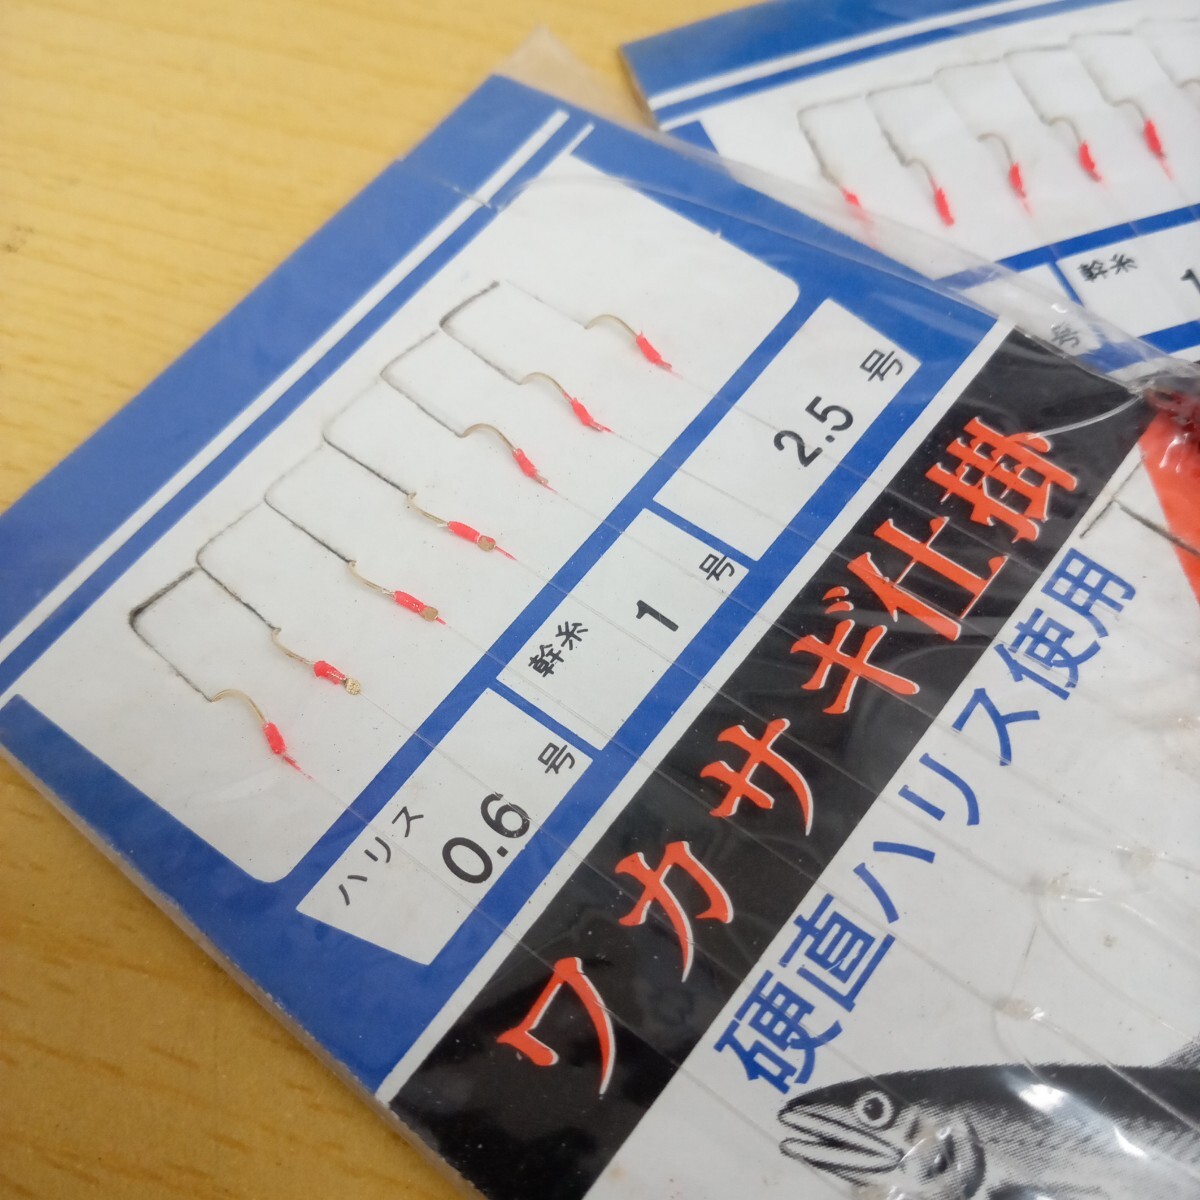 2.5 号
幹糸 1 号
ハリス 0.6 号
ワカサギ仕掛
硬直ハリス使用
幹糸 1